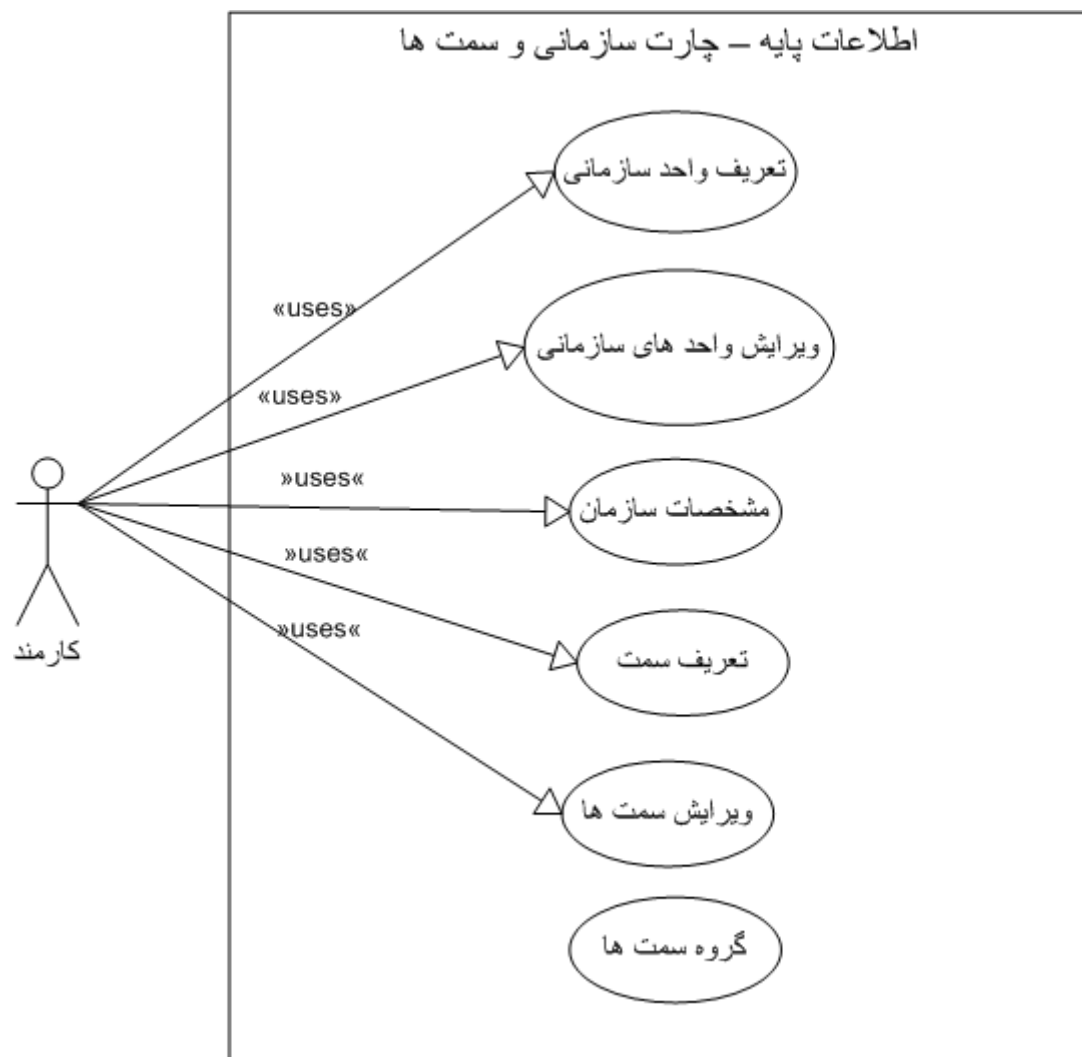 اطلاعات پایه – چارت سازمانی و سمت ها
تعریف واحد سازمانی
«uses»
ویرایش واحد های سازمانی
«uses»
»uses«
مشخصات سازمان
»uses«
تعریف سمت
»uses«
کارمند
ویرایش سمت ها
گروه سمت ها